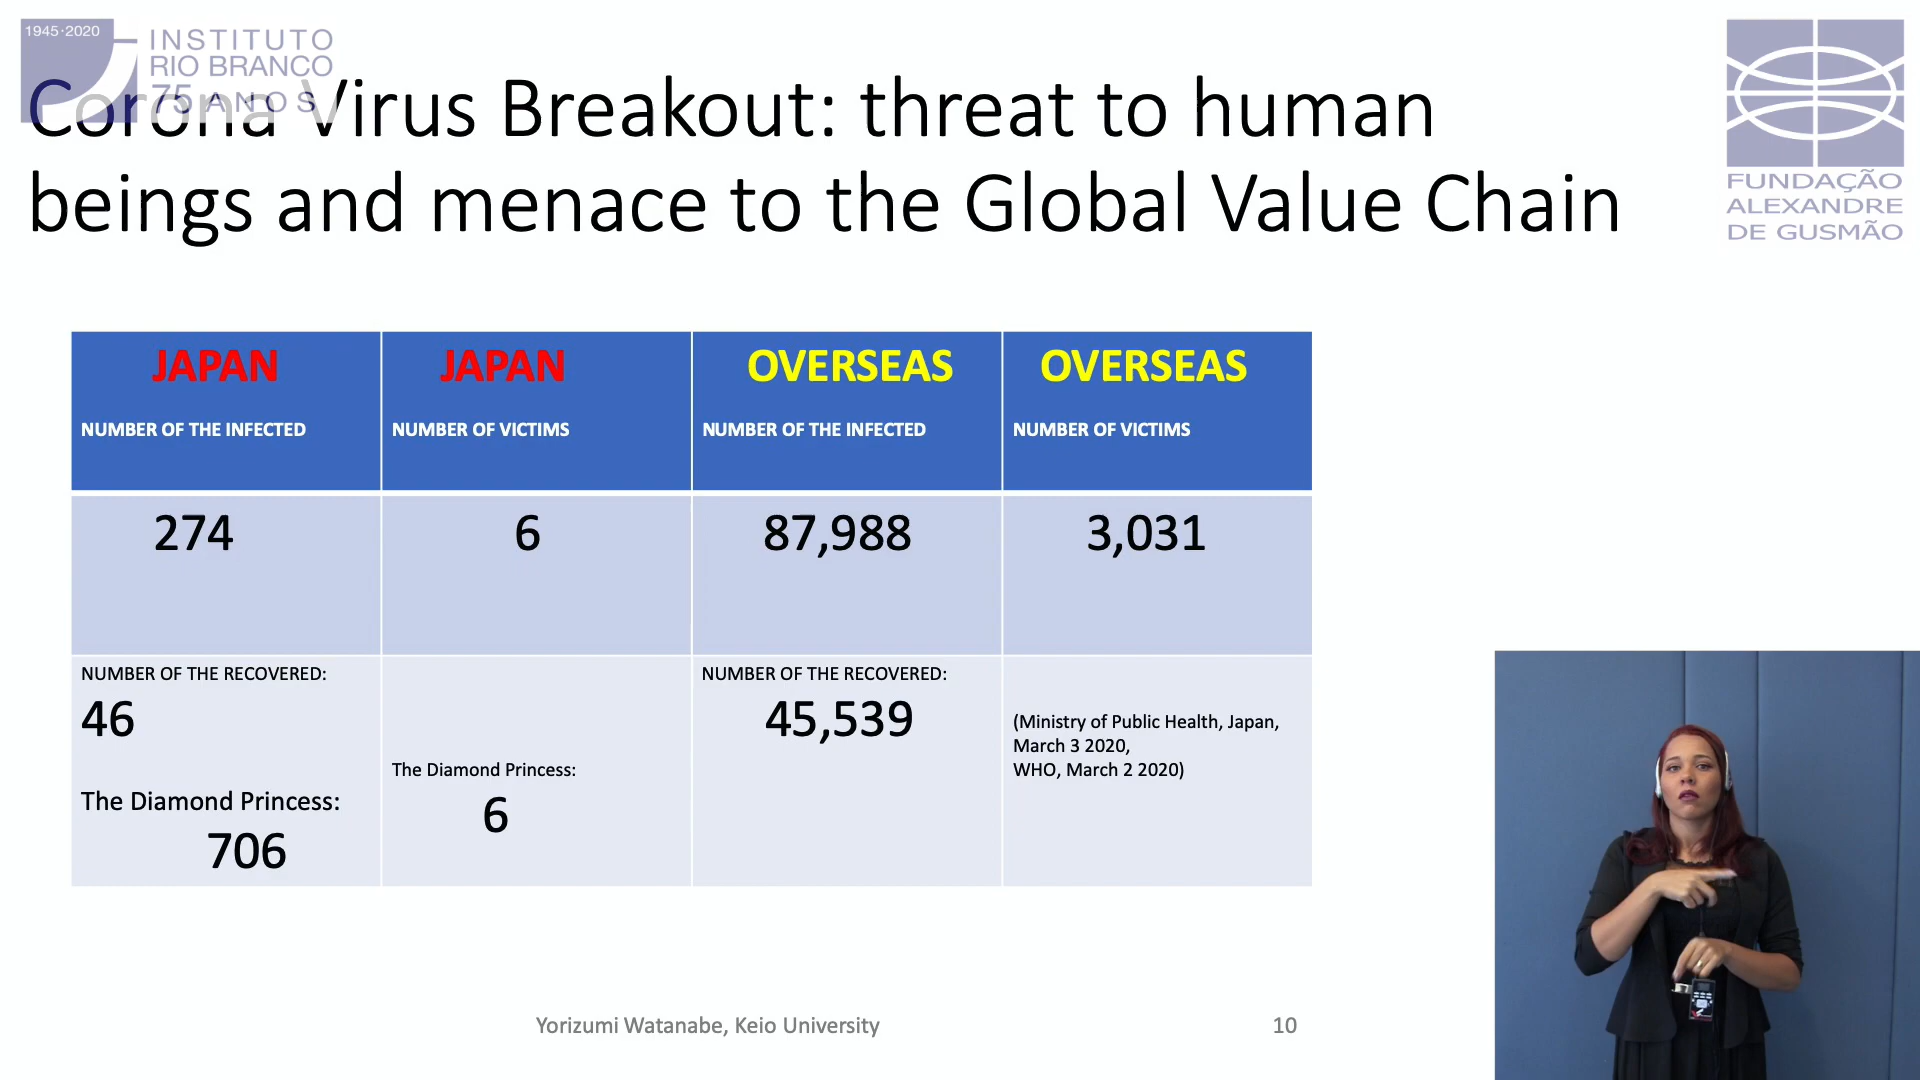 1945·2020
INSTITUTO
RIO BRANCO
75 ANOS
FUNDAÇÃO
ALEXANDRE
DE GUSMÃO
Corona Virus Breakout: threat to human
beings and menace to the Global Value Chain
JAPAN
NUMBER OF THE INFECTED
JAPAN
NUMBER OF VICTIMS
OVERSEAS
NUMBER OF THE INFECTED
OVERSEAS
NUMBER OF VICTIMS
274
6
87,988
3,031
NUMBER OF THE RECOVERED:
46
The Diamond Princess:
706
The Diamond Princess:
6
NUMBER OF THE RECOVERED:
45,539
(Ministry of Public Health, Japan,
March 3 2020,
WHO, March 2 2020)
Yorizumi Watanabe, Keio University
10